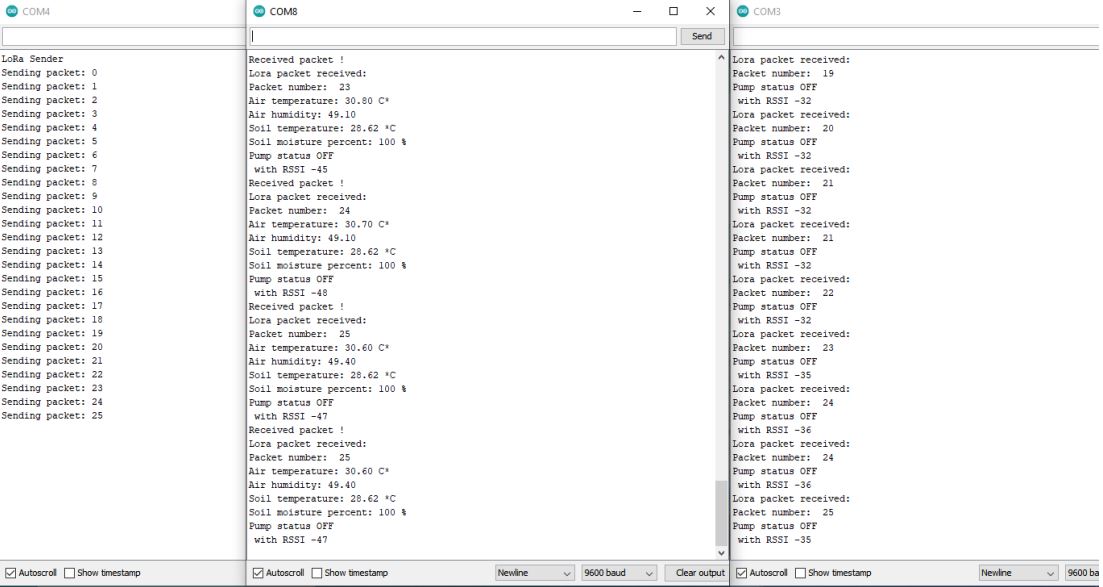 COM4
LoRa Sender
Sending packet: 0
Sending packet: 1
Sending packet: 2
Sending packet: 3
Sending packet: 4
Sending packet: 5
Sending packet: 6
Sending packet: 7
Sending packet: 8
Sending packet: 9
Sending packet: 10
Sending packet: 11
Sending packet: 12
Sending packet: 13
Sending packet: 14
Sending packet: 15
Sending packet: 16
Sending packet: 17
Sending packet: 18
Sending packet: 19
Sending packet: 20
Sending packet: 21
Sending packet: 22
Sending packet: 23
Sending packet: 24
Sending packet: 25
Autoscroll Show timestamp
COM8
Send
Received packet !
Lora packet received:
Packet number:  23
Air temperature: 30.80 C*
Air humidity: 49.10
Soil temperature: 28.62 *C
Soil moisture percent: 100 %
Pump status OFF
 with RSSI -45
Received packet !
Lora packet received:
Packet number:  24
Air temperature: 30.70 C*
Air humidity: 49.10
Soil temperature: 28.62 *C
Soil moisture percent: 100 %
Pump status OFF
 with RSSI -48
Received packet !
Lora packet received:
Packet number:  25
Air temperature: 30.60 C*
Air humidity: 49.40
Soil temperature: 28.62 *C
Soil moisture percent: 100 %
Pump status OFF
 with RSSI -47
Received packet !
Lora packet received:
Packet number:  25
Air temperature: 30.60 C*
Air humidity: 49.40
Soil temperature: 28.62 *C
Soil moisture percent: 100 %
Pump status OFF
 with RSSI -47
Autoscroll Show timestamp Newline 9600 baud Clear output
COM3
Lora packet received:
Packet number:  19
Pump status OFF
 with RSSI -32
Lora packet received:
Packet number:  20
Pump status OFF
 with RSSI -32
Lora packet received:
Packet number:  21
Pump status OFF
 with RSSI -32
Lora packet received:
Packet number:  21
Pump status OFF
 with RSSI -32
Lora packet received:
Packet number:  22
Pump status OFF
 with RSSI -32
Lora packet received:
Packet number:  23
Pump status OFF
 with RSSI -35
Lora packet received:
Packet number:  24
Pump status OFF
 with RSSI -36
Lora packet received:
Packet number:  24
Pump status OFF
 with RSSI -36
Lora packet received:
Packet number:  25
Pump status OFF
 with RSSI -35
Autoscroll Show timestamp Newline 9600 ba